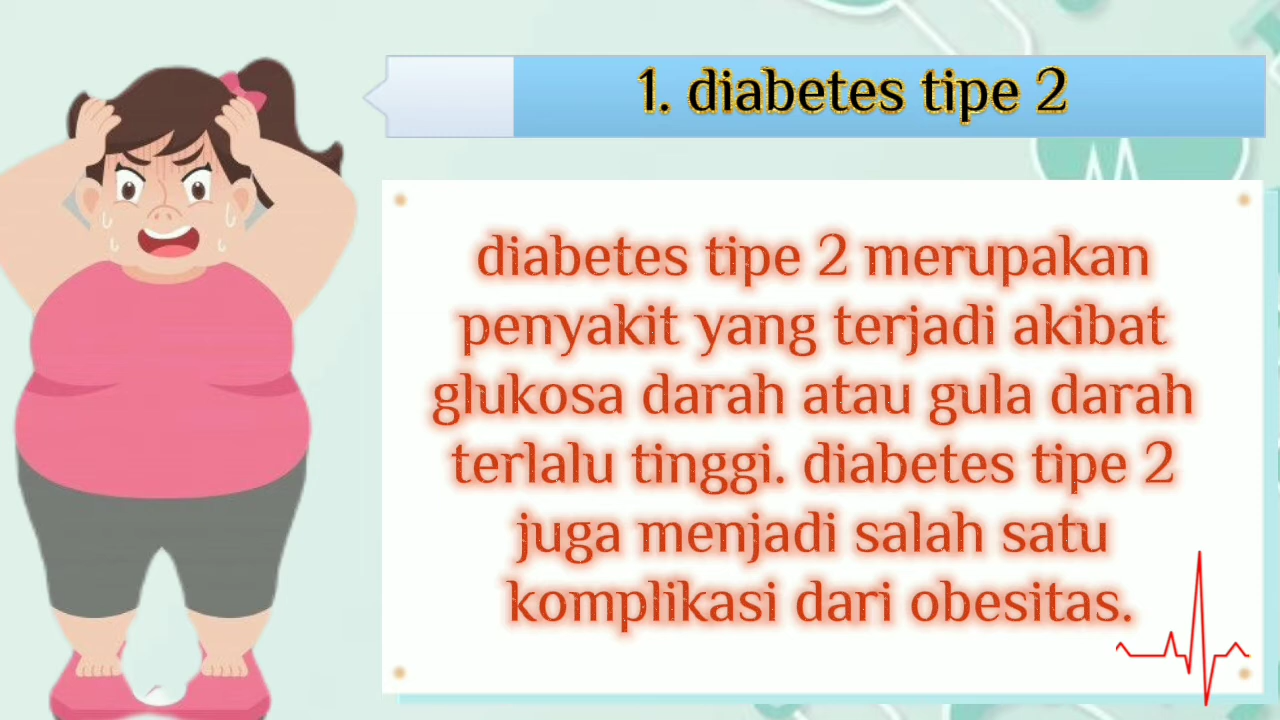 1. diabetes tipe 2
diabetes tipe 2 merupakan
penyakit yang terjadi akibat
glukosa darah atau gula darah
terlalu tinggi. diabetes tipe 2
juga menjadi salah satu
komplikasi dari obesitas.